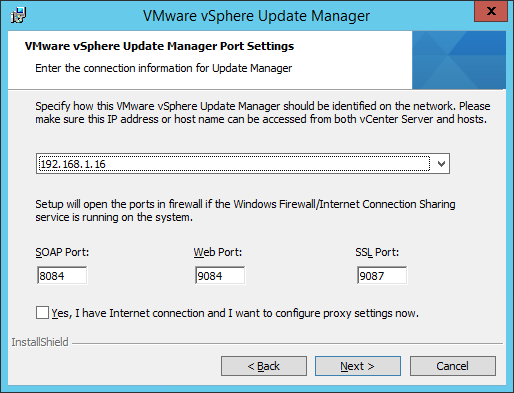 VMware vSphere Update Manager
X
VMware vSphere Update Manager Port Settings
Enter the connection information for Update Manager
Specify how this VMware vSphere Update Manager should be identified on the network. Please
make sure this IP address or host name can be accessed from both vCenter Server and hosts.
192.168.1.16
Setup will open the ports in firewall if the Windows Firewall/Internet Connection Sharing
service is running on the system.
SOAP Port: Web Port: SSL Port:
8084 9084 9087
Yes, I have Internet connection and I want to configure proxy settings now.
InstallShield
< Back Next > Cancel